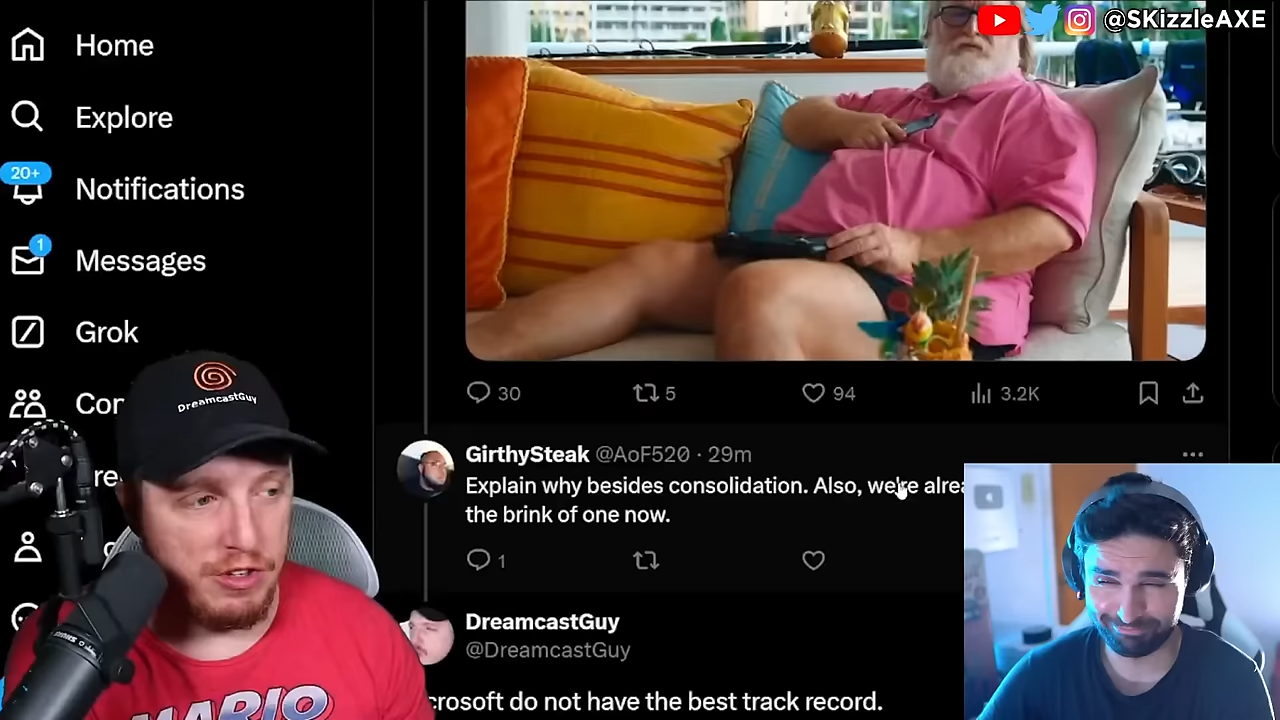 @SKizzleAXE
Home
Explore
20+
Notifications
1
Messages
Grok
30
5
94
3.2K
GirthySteak @AoF520 · 29m
Explain why besides consolidation. Also, we're
the brink of one now.
1
DreamcastGuy
DreamcastGuy
@DreamcastGuy
do not have the best track record.
MARIO